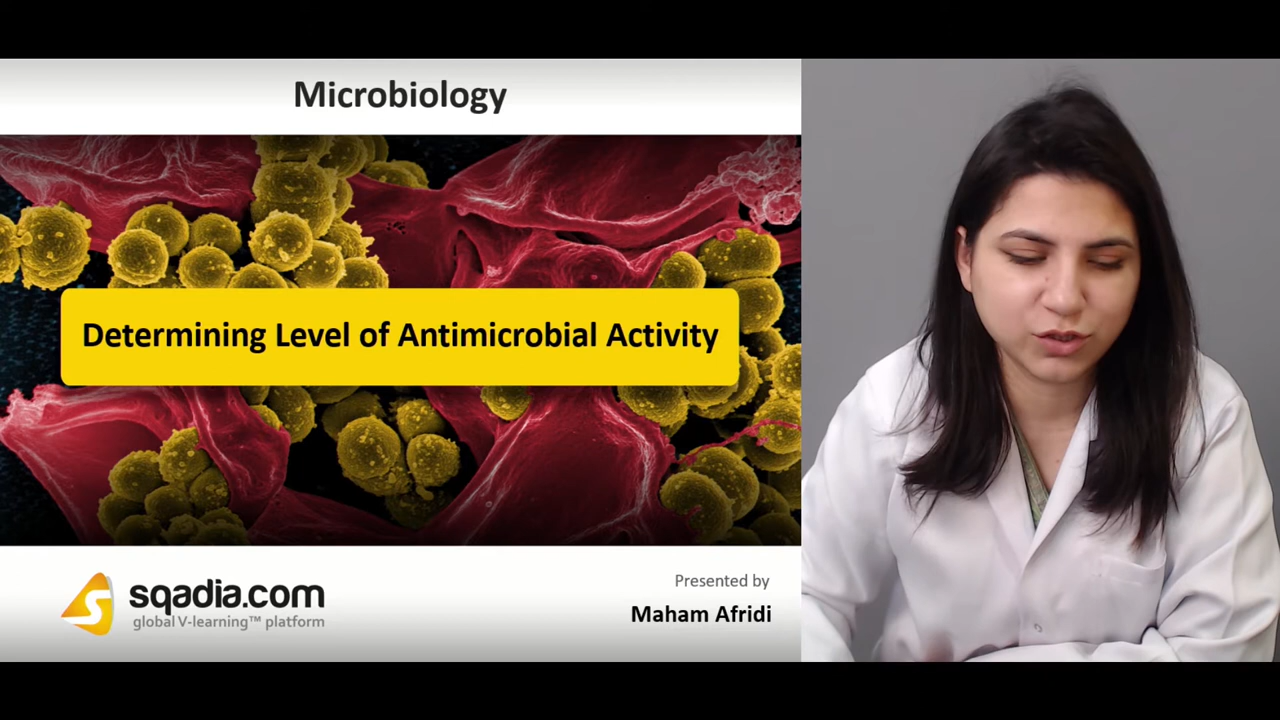 Microbiology
Determining Level of Antimicrobial Activity
sqadia.com
global V-learning™ platform
Presented by
Maham Afridi